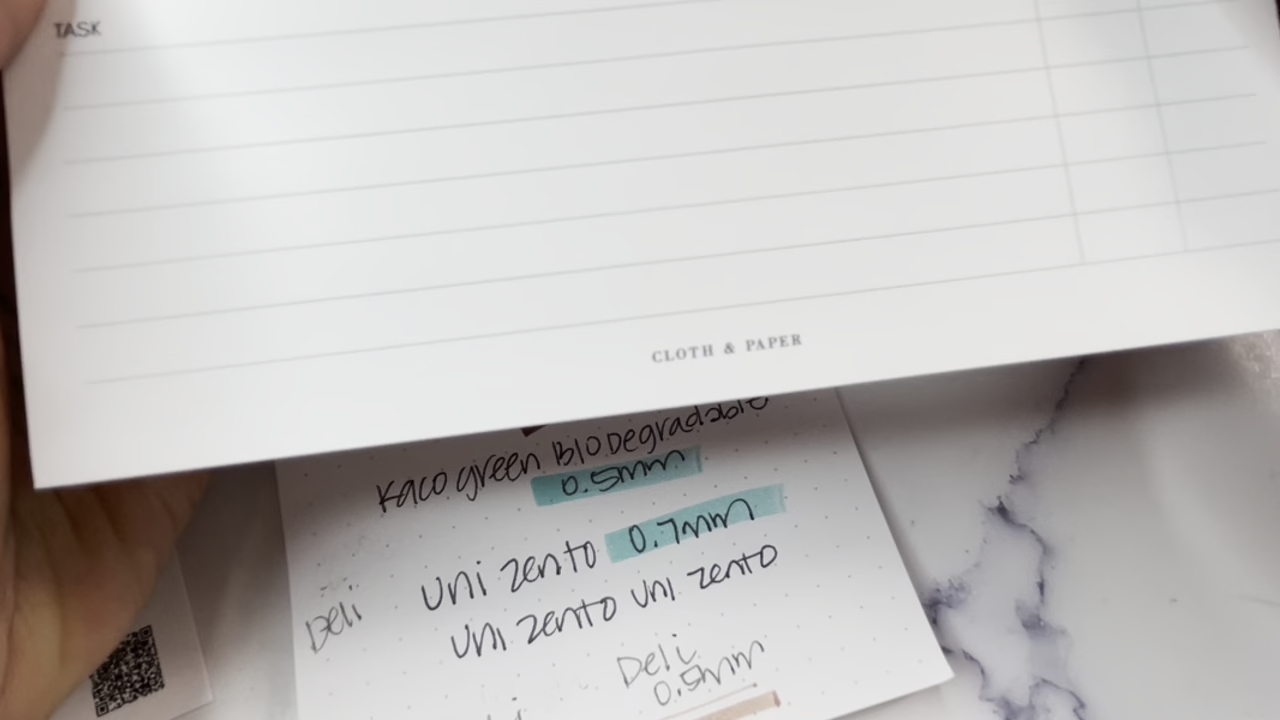 TASK
CLOTH & PAPER
Kaco green BIODegradable
0.5mm
uni zento 0.7mm
Deli
uni zento uni zento
Deli
0.5mm